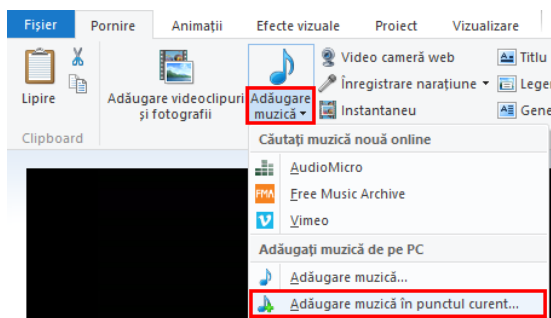 Fișier Pornire Animații Efecte vizuale Proiect Vizualizare
Video cameră web Titlu
Înregistrare narațiune
Lipire Adăugare videoclipuri Adăugare
și fotografii muzică Instantaneu
Clipboard
Căutați muzică nouă online
AudioMicro
FMA Free Music Archive
Vimeo
Adăugați muzică de pe PC
Adăugare muzică...
Adăugare muzică în punctul curent...